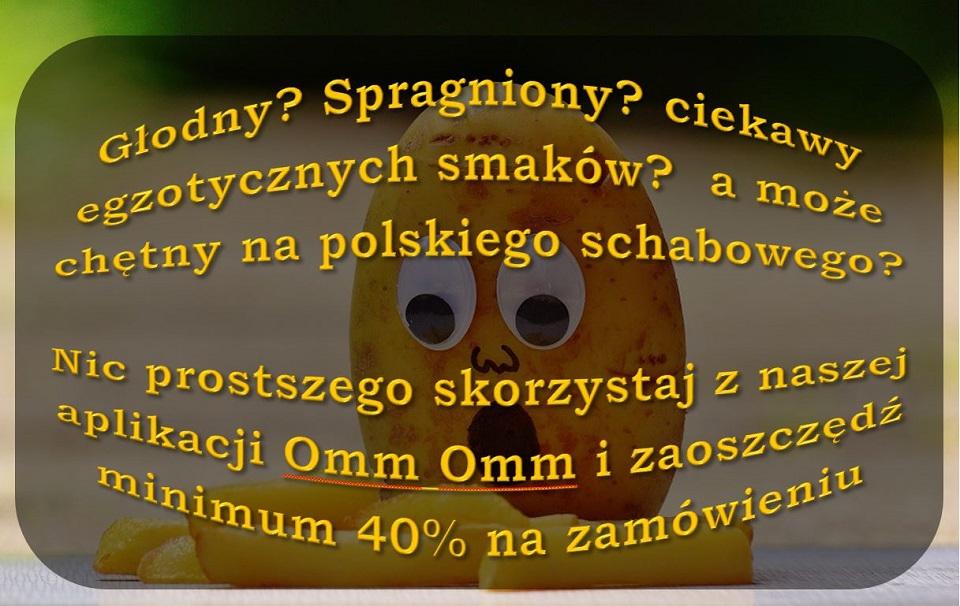 Głodny? Spragniony? ciekawy
egzotycznych smaków? a może
chętny na polskiego schabowego?
Nic prostszego skorzystaj z naszej
aplikacji Omm Omm i zaoszczędź
minimum 40% na zamówieniu